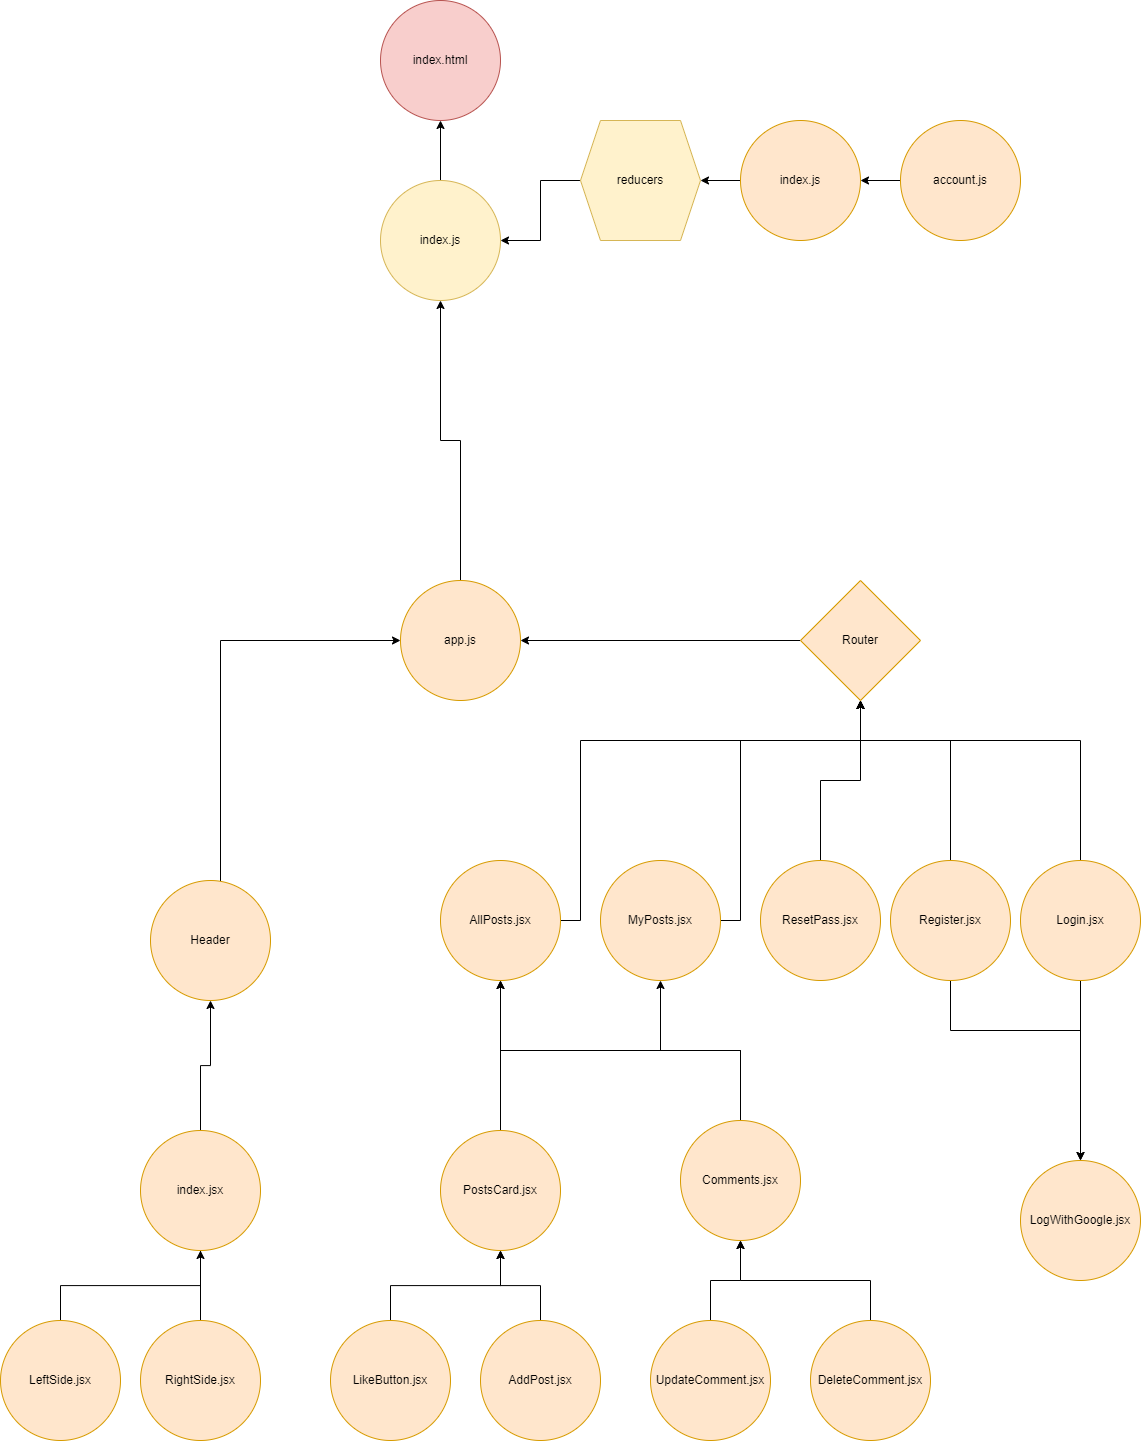 index.html
reducers
index.js
account.js
index.js
app.js
Router
AllPosts.jsx
MyPosts.jsx
ResetPass.jsx
Register.jsx
Login.jsx
Header
PostsCard.jsx
Comments.jsx
index.jsx
LogWithGoogle.jsx
LeftSide.jsx
RightSide.jsx
LikeButton.jsx
AddPost.jsx
UpdateComment.jsx
DeleteComment.jsx